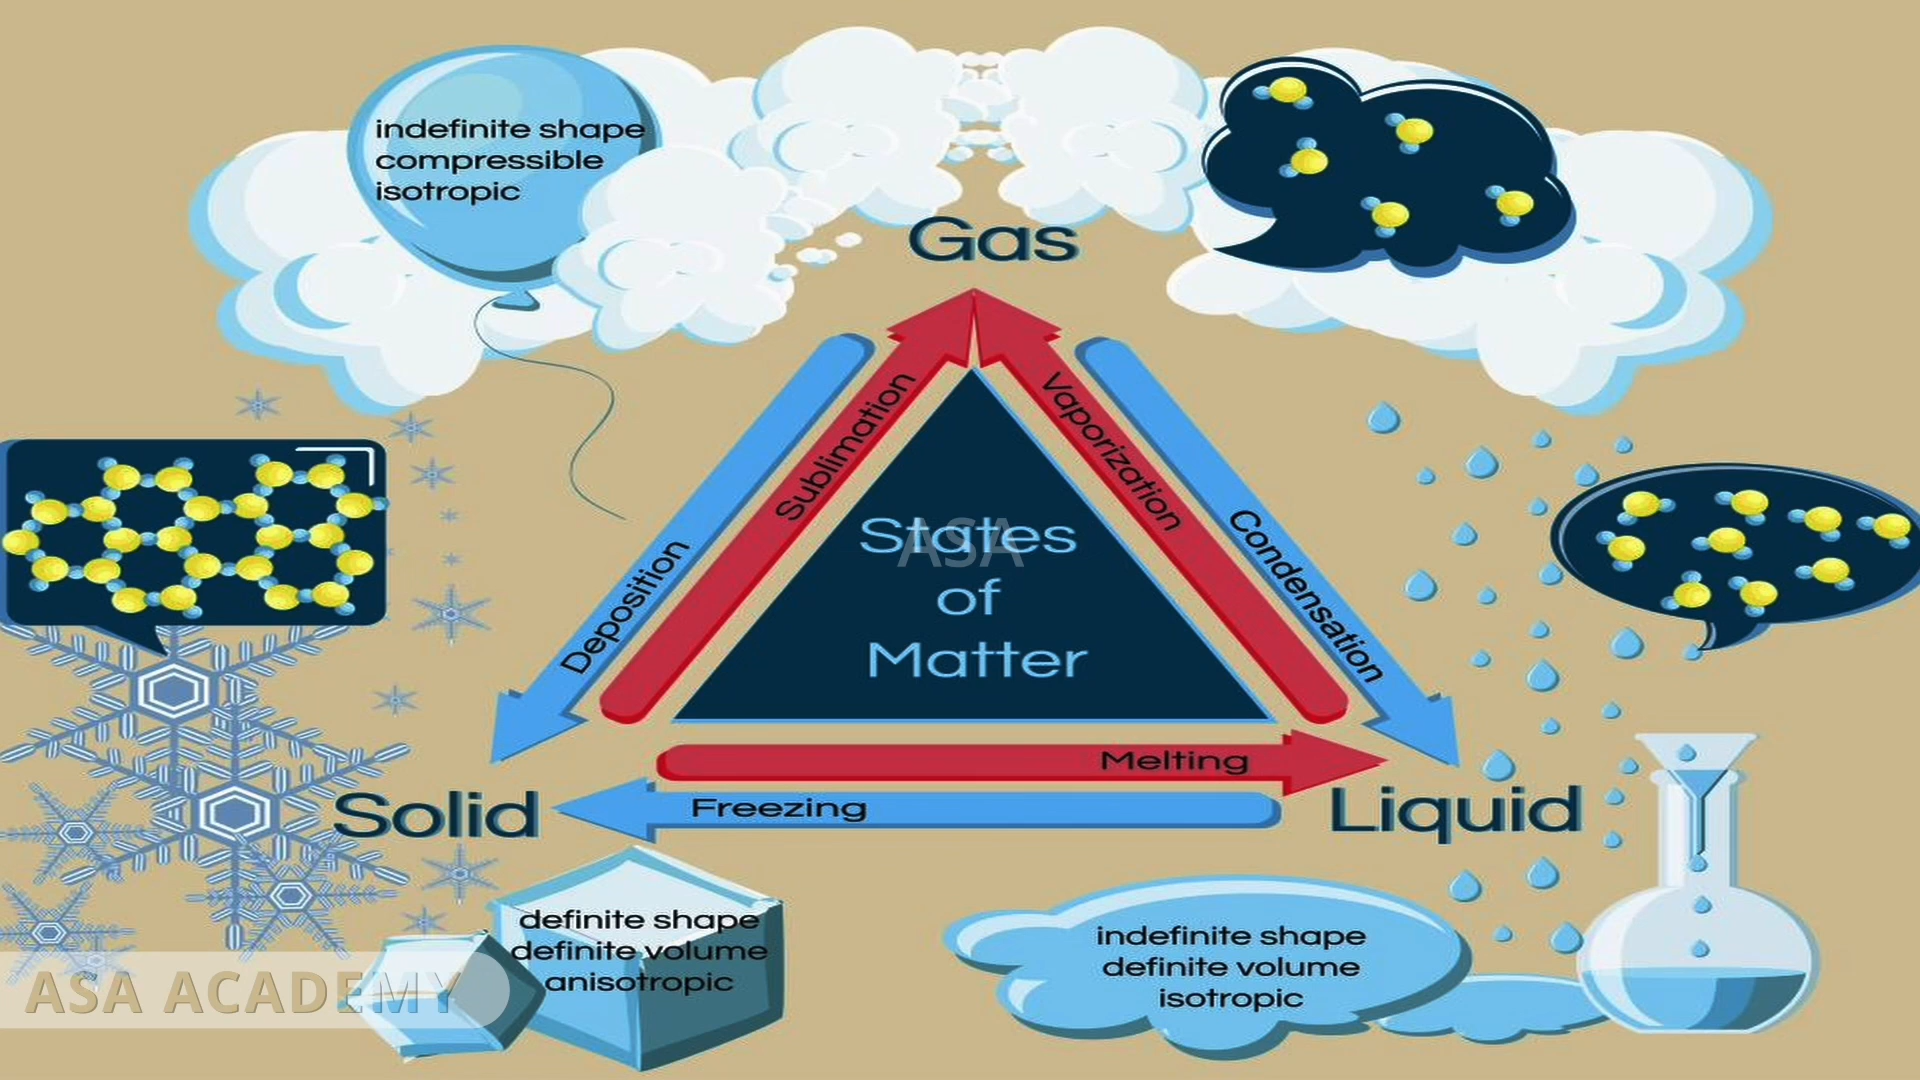 indefinite shape
compressible
isotropic
Gas
Sublimation
Vaporization
Deposition
Condensation
States
of
Matter
ASA
Melting
Freezing
Solid
Liquid
definite shape
definite volume
anisotropic
indefinite shape
definite volume
isotropic
ASA ACADEMY